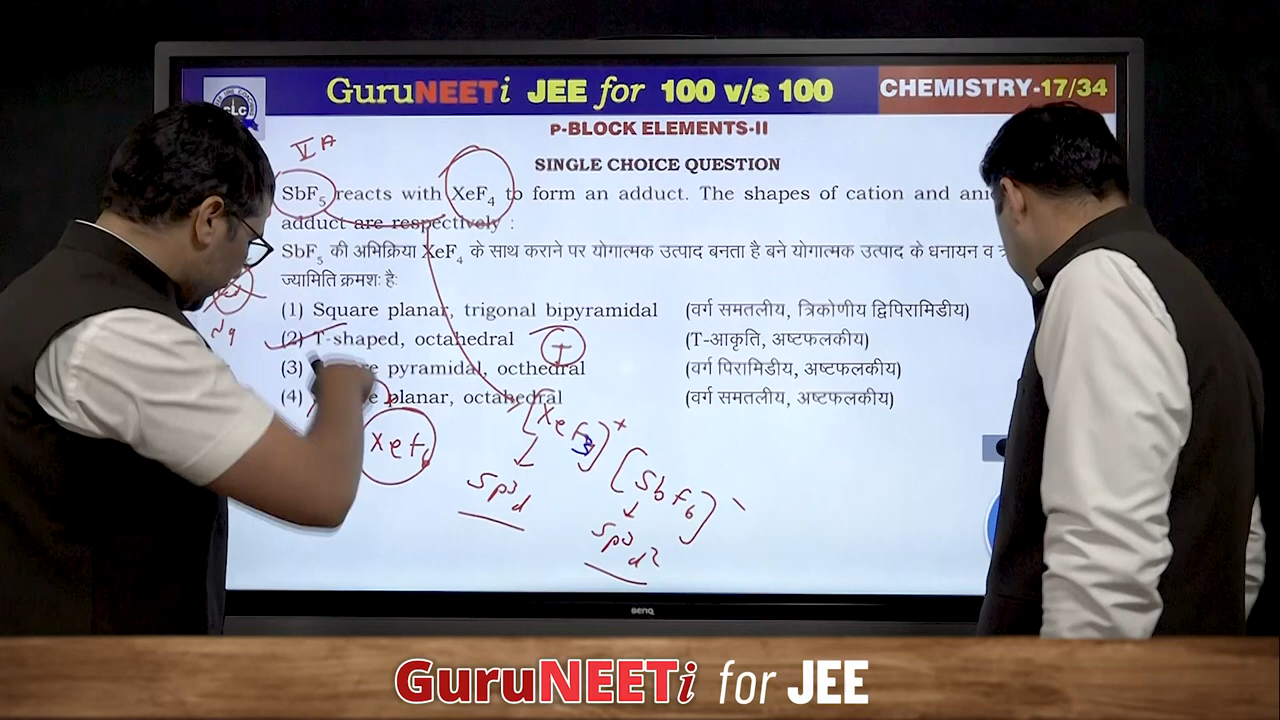 GuruNEETi JEE for 100 v/s 100
CHEMISTRY-17/34
CLC
P-BLOCK ELEMENTS-II
V A
SINGLE CHOICE QUESTION
SbF5 reacts with XeF4 to form an adduct. The shapes of cation and
adduct are respectively :
SbF5 की अभिक्रिया XeF4 के साथ कराने पर योगात्मक उत्पाद बनता है बने योगात्मक उत्पाद के धनायन व
ज्यामिति क्रमशः है:
(1) Square planar, trigonal bipyramidal (वर्ग समतलीय, त्रिकोणीय द्विपिरामिडीय)
(2) T-shaped, octahedral (T-आकृति, अष्टफलकीय)
(3) pyramidal, octhedral (वर्ग पिरामिडीय, अष्टफलकीय)
(4) planar, octahedral (वर्ग समतलीय, अष्टफलकीय)
T
XeF6
[XeF3]+ [SbF6]-
sp3d
sp3d2
BenQ
GuruNEETi for JEE